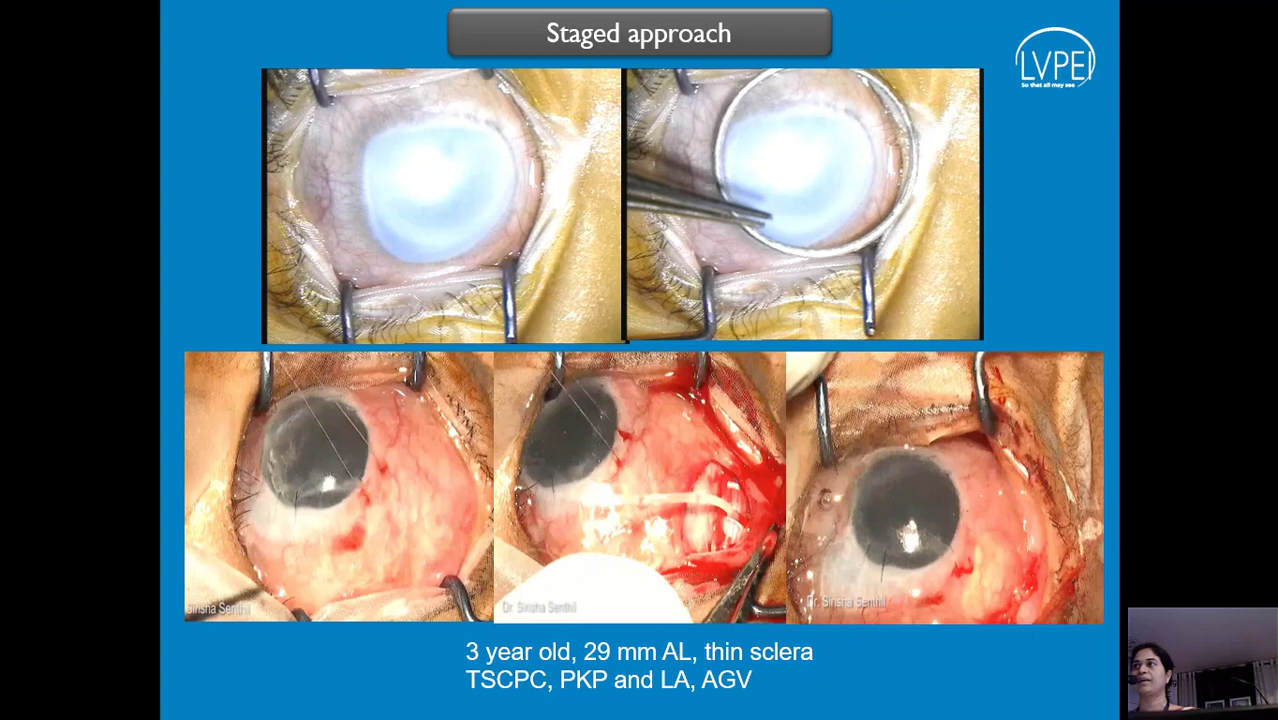 Staged approach
LVPEI
So that all may see
Sirisha Senthil
Dr. Sirisha Senthil
Dr. Sirisha Senthil
3 year old, 29 mm AL, thin sclera
TSCPC, PKP and LA, AGV